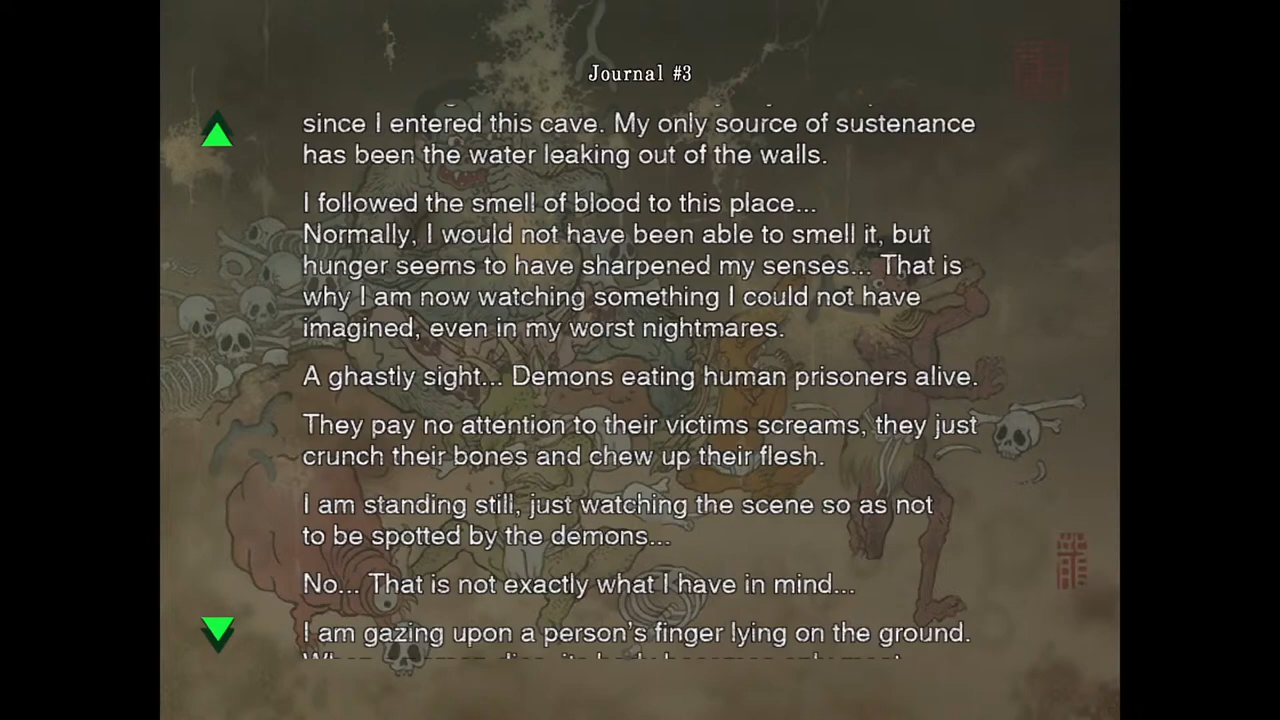 Journal #3
since I entered this cave. My only source of sustenance
has been the water leaking out of the walls.
I followed the smell of blood to this place...
Normally, I would not have been able to smell it, but
hunger seems to have sharpened my senses... That is
why I am now watching something I could not have
imagined, even in my worst nightmares.
A ghastly sight... Demons eating human prisoners alive.
They pay no attention to their victims screams, they just
crunch their bones and chew up their flesh.
I am standing still, just watching the scene so as not
to be spotted by the demons...
No... That is not exactly what I have in mind...
I am gazing upon a person's finger lying on the ground.